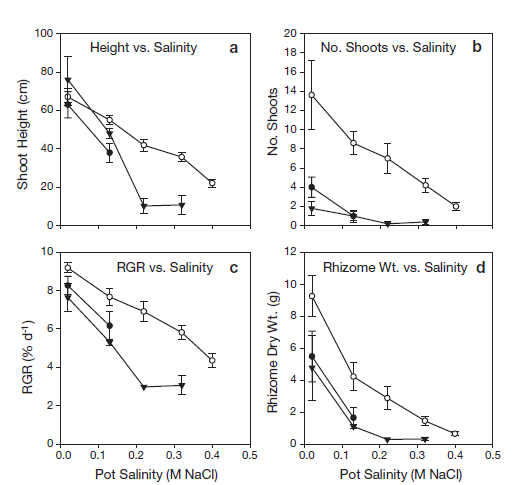 Height vs. Salinity a
Shoot Height (cm)
100
80
60
40
20
0
No. Shoots vs. Salinity b
No. Shoots
20
18
16
14
12
10
8
6
4
2
0
RGR vs. Salinity c
RGR (% d-1)
10
8
6
4
2
0
0.0 0.1 0.2 0.3 0.4 0.5
Pot Salinity (M NaCl)
Rhizome Wt. vs. Salinity d
Rhizome Dry Wt. (g)
12
10
8
6
4
2
0
0.0 0.1 0.2 0.3 0.4 0.5
Pot Salinity (M NaCl)